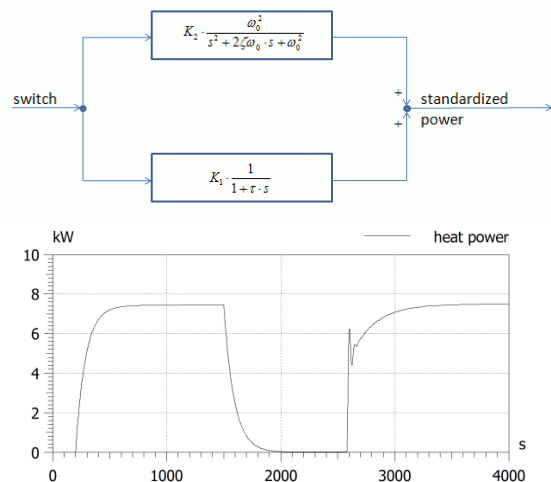 K₂ · ω₀² / (s² + 2ζω₀ · s + ω₀²)
switch
+
standardized
+
power
K₁ · 1 / (1 + τ · s)
kW
heat power
10
8
6
4
2
0
s
0 1000 2000 3000 4000